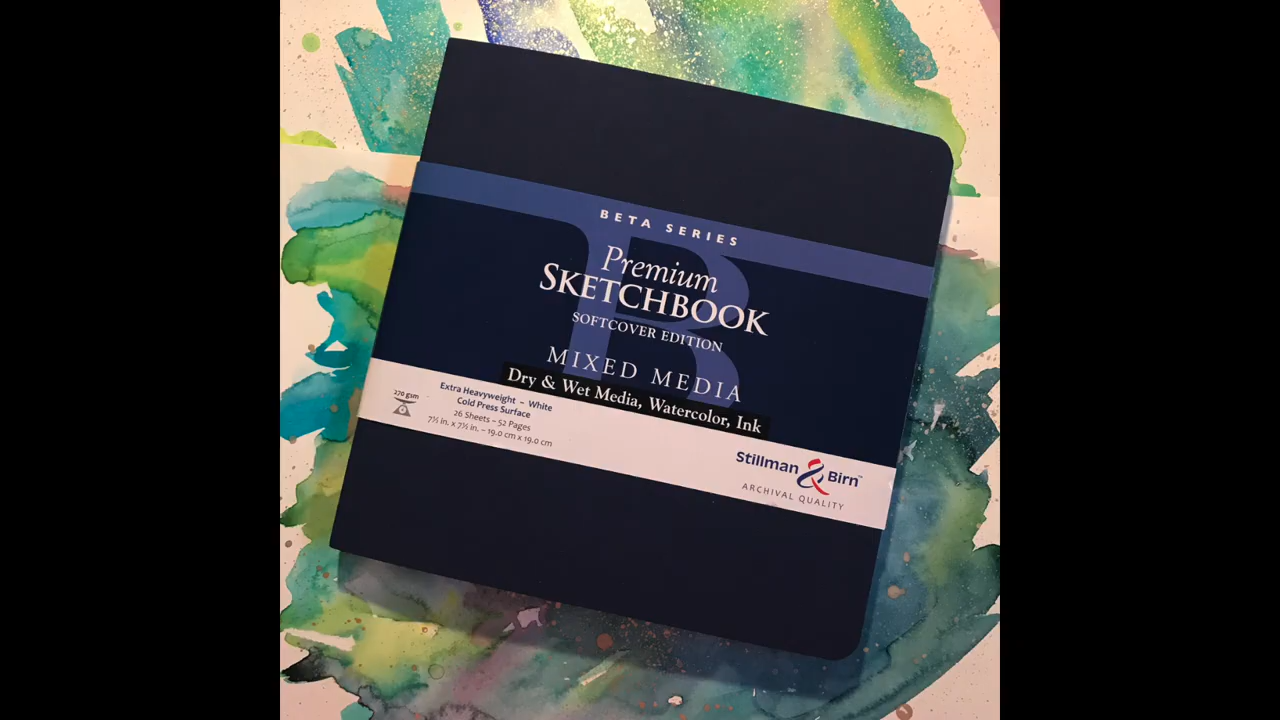 BETA SERIES
Premium
SKETCHBOOK
SOFTCOVER EDITION
MIXED MEDIA
Dry & Wet Media, Watercolor, Ink
270 gsm
Extra Heavyweight – White
Cold Press Surface
26 Sheets – 52 Pages
7½ in. x 7½ in. – 19.0 cm x 19.0 cm
Stillman & Birn™
ARCHIVAL QUALITY